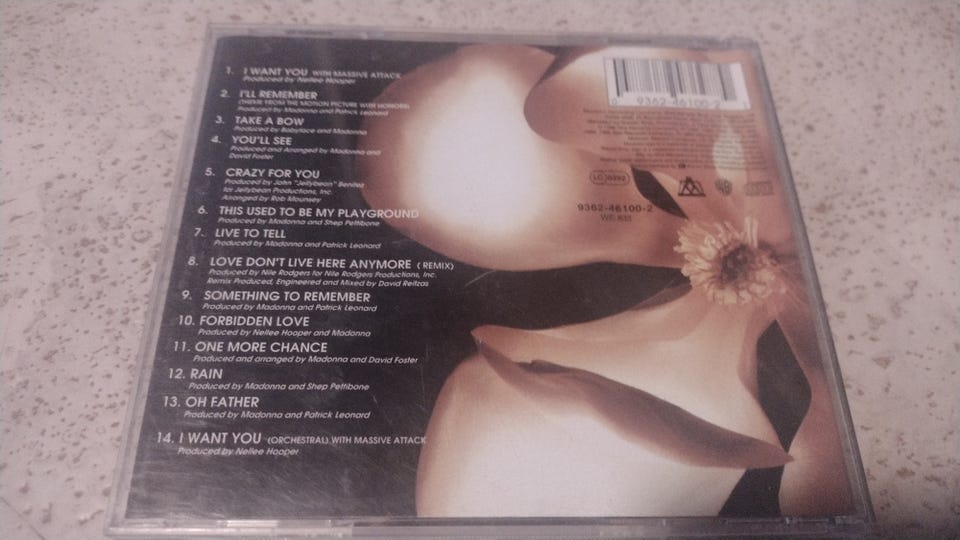 1. I WANT YOU WITH MASSIVE ATTACK
Produced by Nellee Hooper
2. I'LL REMEMBER
(THEME FROM THE MOTION PICTURE WITH HONORS)
Produced by Madonna and Patrick Leonard
3. TAKE A BOW
Produced by Babyface and Madonna
4. YOU'LL SEE
Produced and Arranged by Madonna and
David Foster
5. CRAZY FOR YOU
Produced by John "Jellybean" Benitez
for Jellybean Productions, Inc.
Arranged by Rob Mounsey
6. THIS USED TO BE MY PLAYGROUND
Produced by Madonna and Shep Pettibone
7. LIVE TO TELL
Produced by Madonna and Patrick Leonard
8. LOVE DON'T LIVE HERE ANYMORE (REMIX)
Produced by Nile Rodgers for Nile Rodgers Productions, Inc.
Remix Produced, Engineered and Mixed by David Reitzas
9. SOMETHING TO REMEMBER
Produced by Madonna and Patrick Leonard
10. FORBIDDEN LOVE
Produced by Nellee Hooper and Madonna
11. ONE MORE CHANCE
Produced and arranged by Madonna and David Foster
12. RAIN
Produced by Madonna and Shep Pettibone
13. OH FATHER
Produced by Madonna and Patrick Leonard
14. I WANT YOU (ORCHESTRAL) WITH MASSIVE ATTACK
Produced by Nellee Hooper
9362-46100-2
LC 0392
9362-46100-2
WE 833